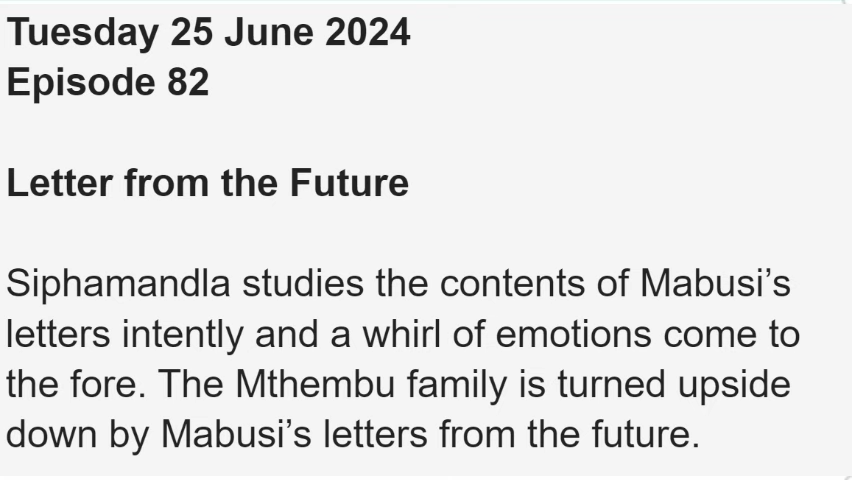 Tuesday 25 June 2024
Episode 82
Letter from the Future
Siphamandla studies the contents of Mabusi’s
letters intently and a whirl of emotions come to
the fore. The Mthembu family is turned upside
down by Mabusi’s letters from the future.